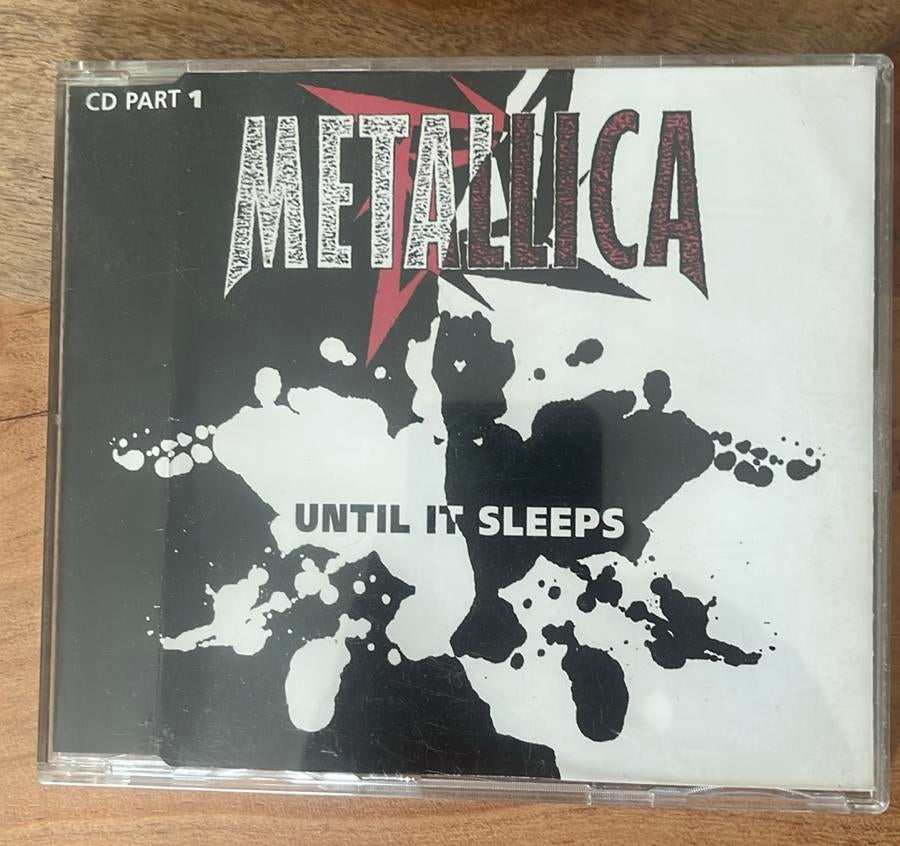 CD PART 1
METALLICA
UNTIL IT SLEEPS